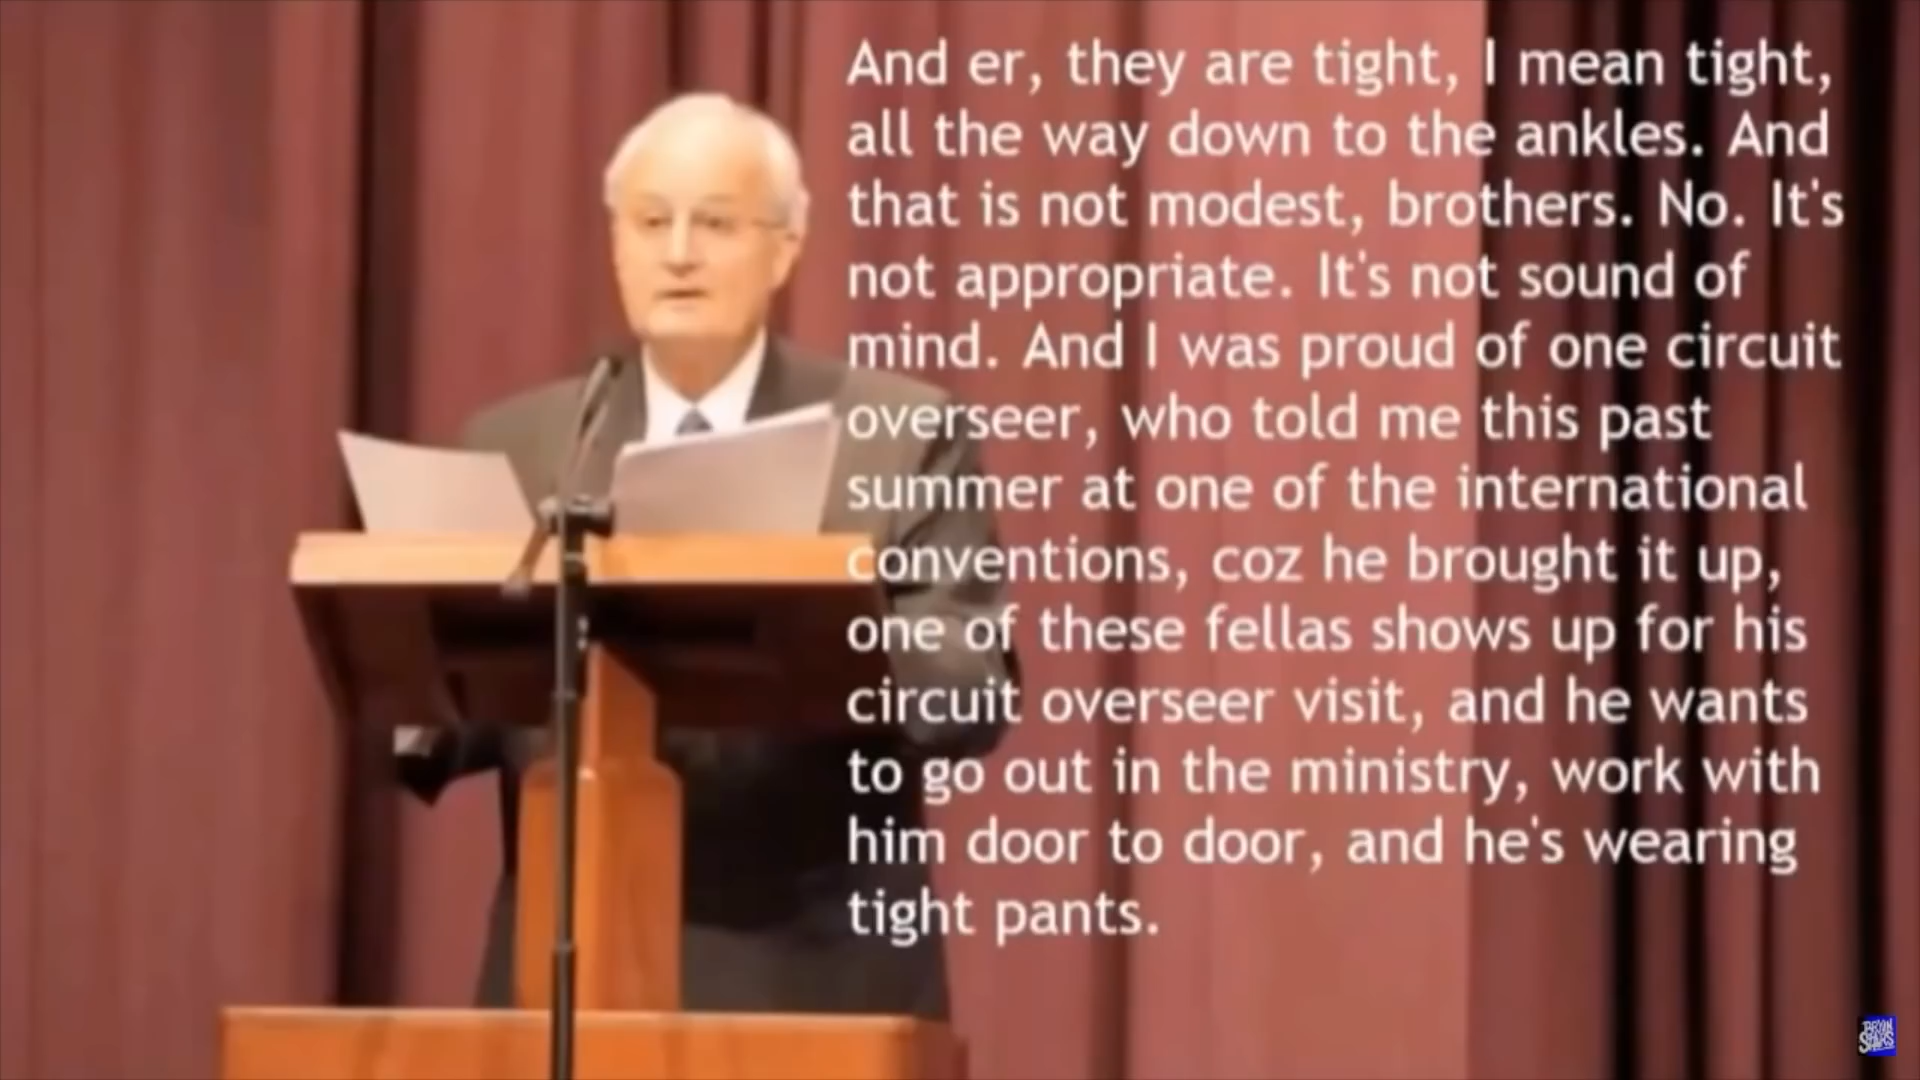 And er, they are tight, I mean tight,
all the way down to the ankles. And
that is not modest, brothers. No. It's
not appropriate. It's not sound of
mind. And I was proud of one circuit
overseer, who told me this past
summer at one of the international
conventions, coz he brought it up,
one of these fellas shows up for his
circuit overseer visit, and he wants
to go out in the ministry, work with
him door to door, and he's wearing
tight pants.
BRYAN
STARS